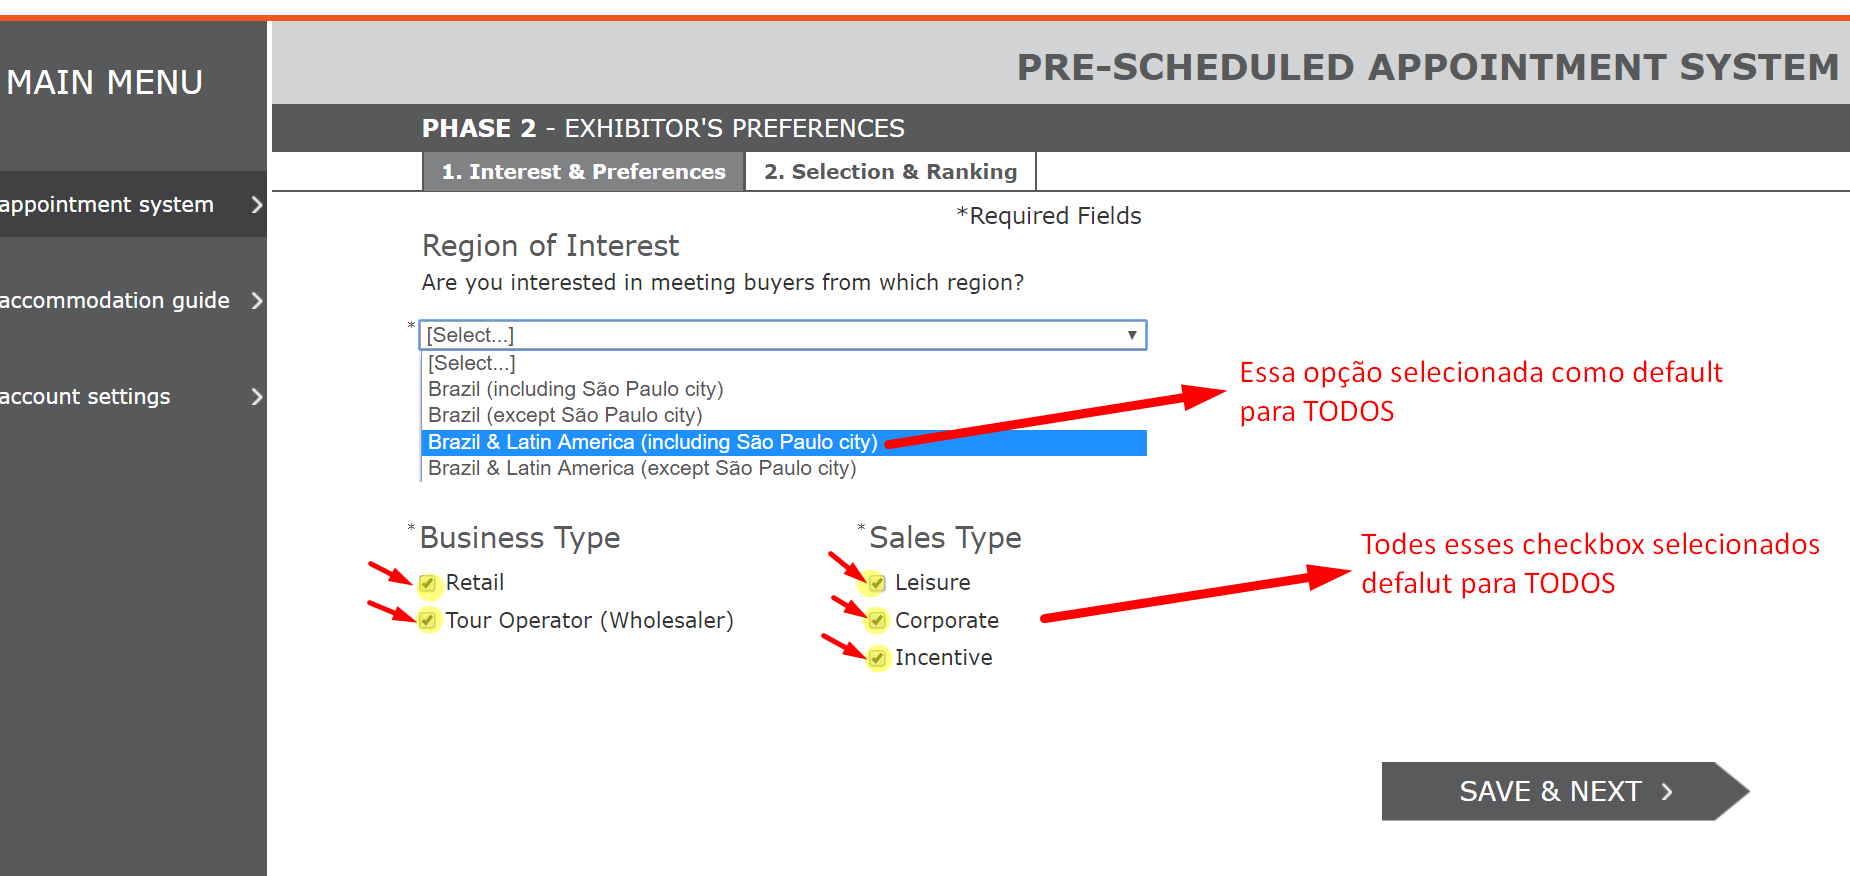 PRE-SCHEDULED APPOINTMENT SYSTEM
MAIN MENU
appointment system
accommodation guide
account settings
PHASE 2 - EXHIBITOR'S PREFERENCES
1. Interest & Preferences
2. Selection & Ranking
*Required Fields
Region of Interest
Are you interested in meeting buyers from which region?
* [Select...]
[Select...]
Brazil (including São Paulo city)
Brazil (except São Paulo city)
Brazil & Latin America (including São Paulo city)
Brazil & Latin America (except São Paulo city)
Essa opção selecionada como default
para TODOS
* Business Type
Retail
Tour Operator (Wholesaler)
* Sales Type
Leisure
Corporate
Incentive
Todes esses checkbox selecionados
defalut para TODOS
SAVE & NEXT